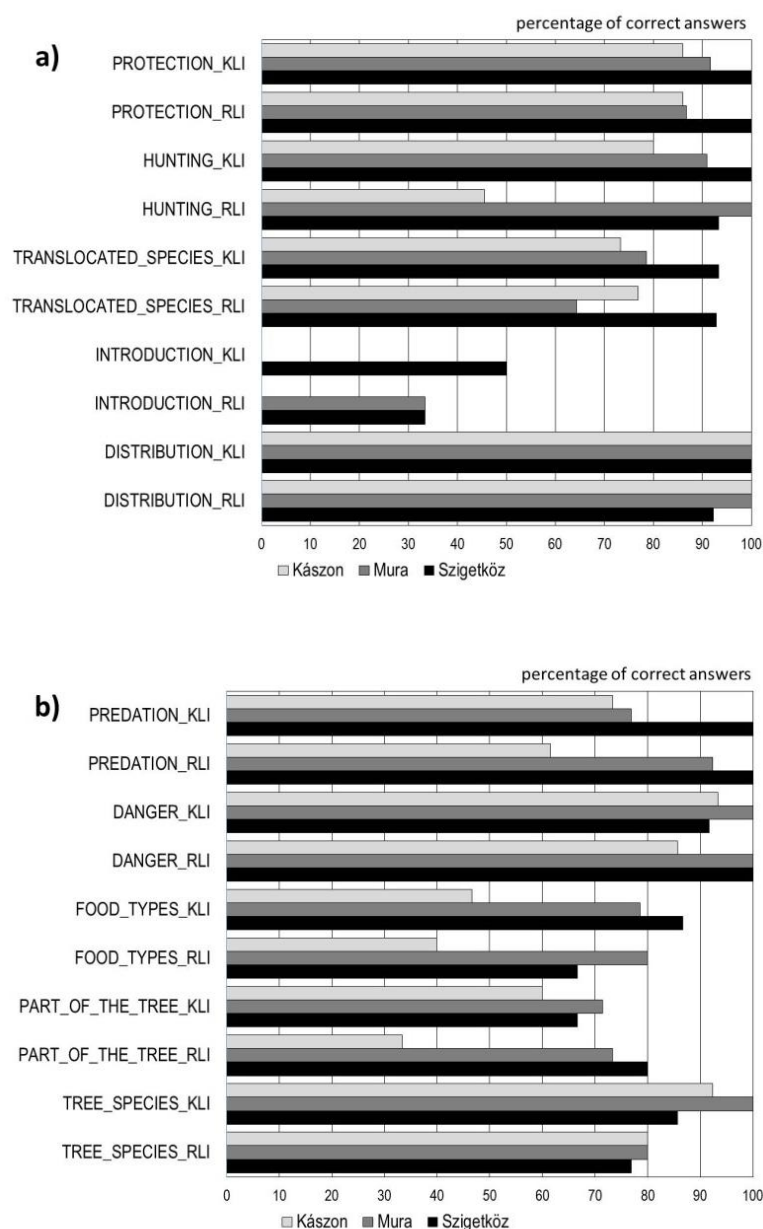 percentage of correct answers
a)
PROTECTION_KLI
PROTECTION_RLI
HUNTING_KLI
HUNTING_RLI
TRANSLOCATED_SPECIES_KLI
TRANSLOCATED_SPECIES_RLI
INTRODUCTION_KLI
INTRODUCTION_RLI
DISTRIBUTION_KLI
DISTRIBUTION_RLI
0 10 20 30 40 50 60 70 80 90 100
Kászon Mura Szigetköz
percentage of correct answers
b)
PREDATION_KLI
PREDATION_RLI
DANGER_KLI
DANGER_RLI
FOOD_TYPES_KLI
FOOD_TYPES_RLI
PART_OF_THE_TREE_KLI
PART_OF_THE_TREE_RLI
TREE_SPECIES_KLI
TREE_SPECIES_RLI
0 10 20 30 40 50 60 70 80 90 100
Kászon Mura Szigetköz